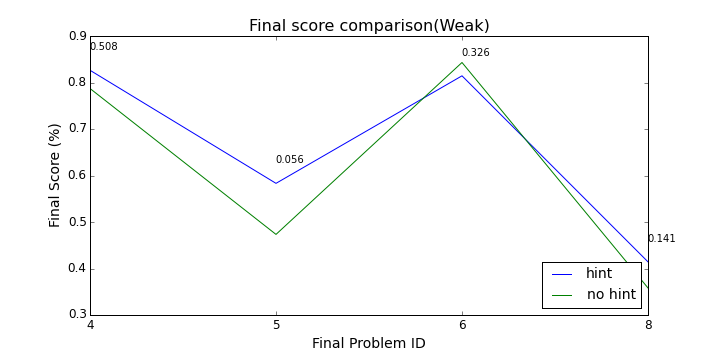 Final score comparison(Weak)
0.9
0.8
0.7
0.6
0.5
0.4
0.3
Final Score (%)
0.508
0.056
0.326
0.141
hint
no hint
4 5 6 8
Final Problem ID